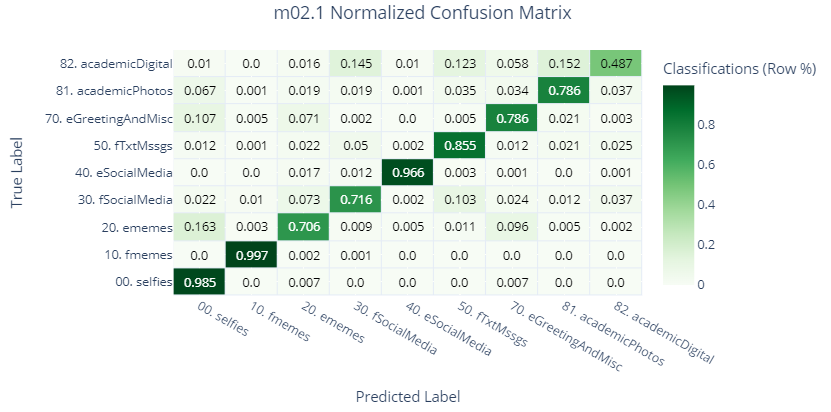 m02.1 Normalized Confusion Matrix
82. academicDigital 0.01 0.0 0.016 0.145 0.01 0.123 0.058 0.152 0.487
81. academicPhotos 0.067 0.001 0.019 0.019 0.001 0.035 0.034 0.786 0.037
70. eGreetingAndMisc 0.107 0.005 0.071 0.002 0.0 0.005 0.786 0.021 0.003
50. fTxtMssgs 0.012 0.001 0.022 0.05 0.002 0.855 0.012 0.021 0.025
40. eSocialMedia 0.0 0.0 0.017 0.012 0.966 0.003 0.001 0.0 0.001
30. fSocialMedia 0.022 0.01 0.073 0.716 0.002 0.103 0.024 0.012 0.037
20. ememes 0.163 0.003 0.706 0.009 0.005 0.011 0.096 0.005 0.002
10. fmemes 0.0 0.997 0.002 0.001 0.0 0.0 0.0 0.0 0.0
00. selfies 0.985 0.0 0.007 0.0 0.0 0.0 0.007 0.0 0.0
00. selfies 10. fmemes 20. ememes 30. fSocialMedia 40. eSocialMedia 50. fTxtMssgs 70. eGreetingAndMisc 81. academicPhotos 82. academicDigital
True Label
Predicted Label
Classifications (Row %)
0.8
0.6
0.4
0.2
0